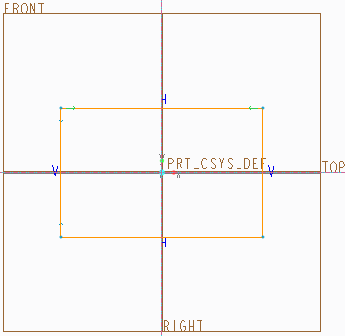 FRONT
H
PRT_CSYS_DEF
TOP
V
V
H
RIGHT